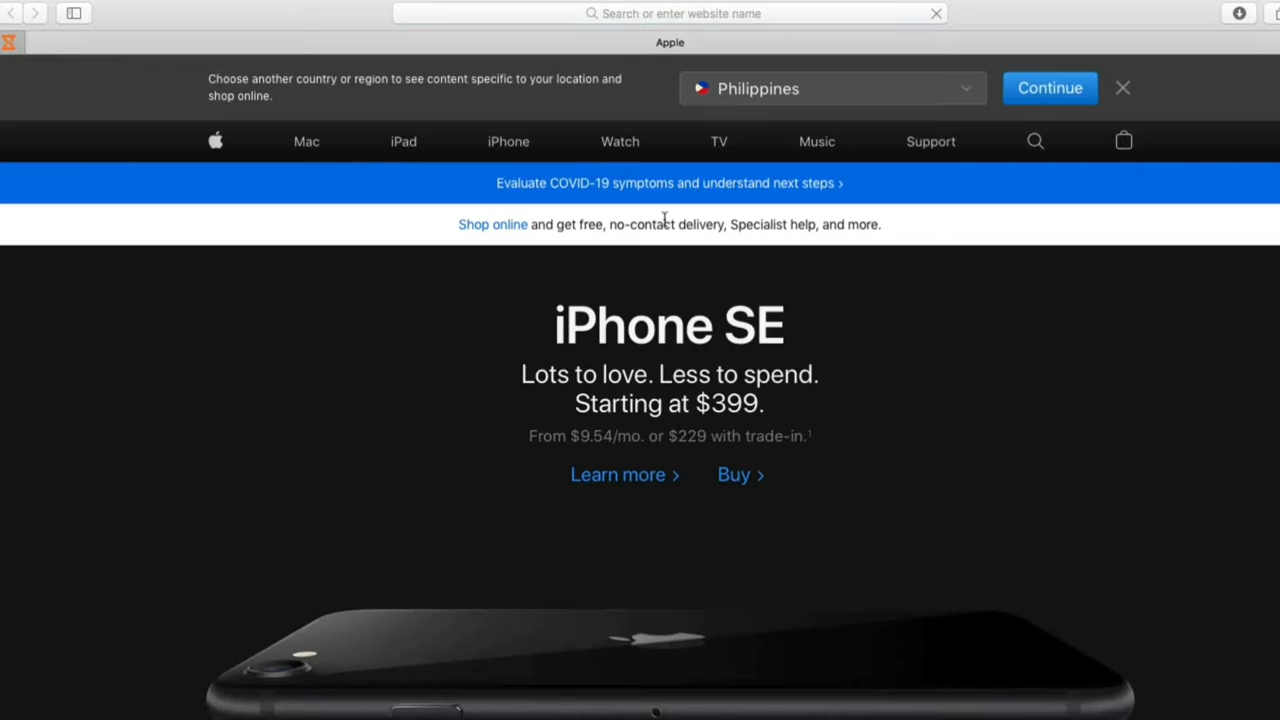 Search or enter website name
Apple
Choose another country or region to see content specific to your location and
shop online.
Philippines
Continue
Mac
iPad
iPhone
Watch
TV
Music
Support
Evaluate COVID-19 symptoms and understand next steps ›
Shop online and get free, no-contact delivery, Specialist help, and more.
iPhone SE
Lots to love. Less to spend.
Starting at $399.
From $9.54/mo. or $229 with trade-in.¹
Learn more ›
Buy ›